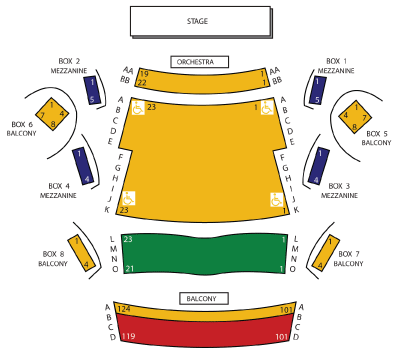 STAGE
ORCHESTRA
BOX 2
MEZZANINE
BOX 1
MEZZANINE
AA 19 1 AA
BB 22 1 BB
1
5
1
5
A 23 1 A
B B
C C
D D
E E
BOX 6
BALCONY
1
7 4
8
BOX 5
BALCONY
1
4 7
8
F F
G G
H H
I I
J J
K 23 1 K
BOX 4
MEZZANINE
1
4
BOX 3
MEZZANINE
1
4
L 23 1 L
M M
N N
O 21 1 O
BOX 8
BALCONY
1
4
BOX 7
BALCONY
1
4
BALCONY
A 124 101 A
B B
C C
D 119 101 D